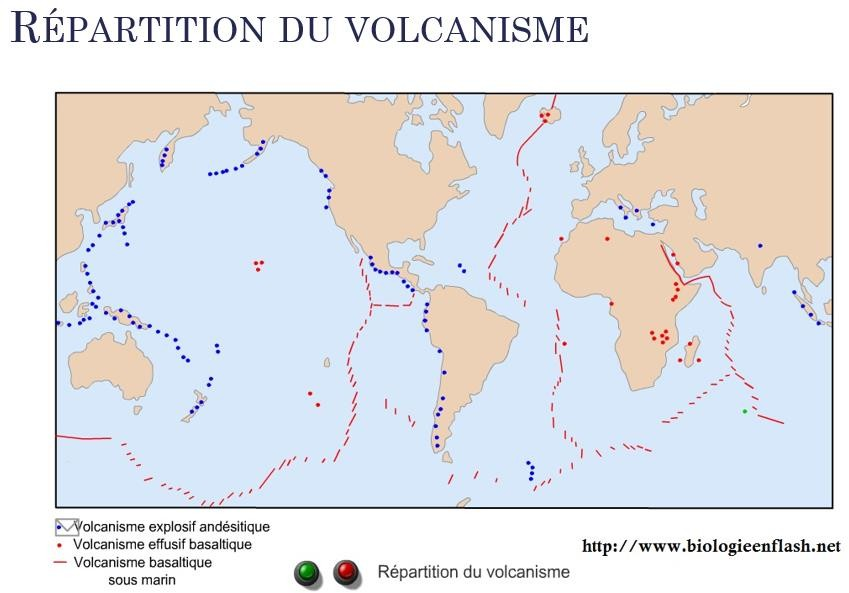 RÉPARTITION DU VOLCANISME
Volcanisme explosif andésitique
Volcanisme effusif basaltique
Volcanisme basaltique
sous marin
http://www.biologieenflash.net
Répartition du volcanisme